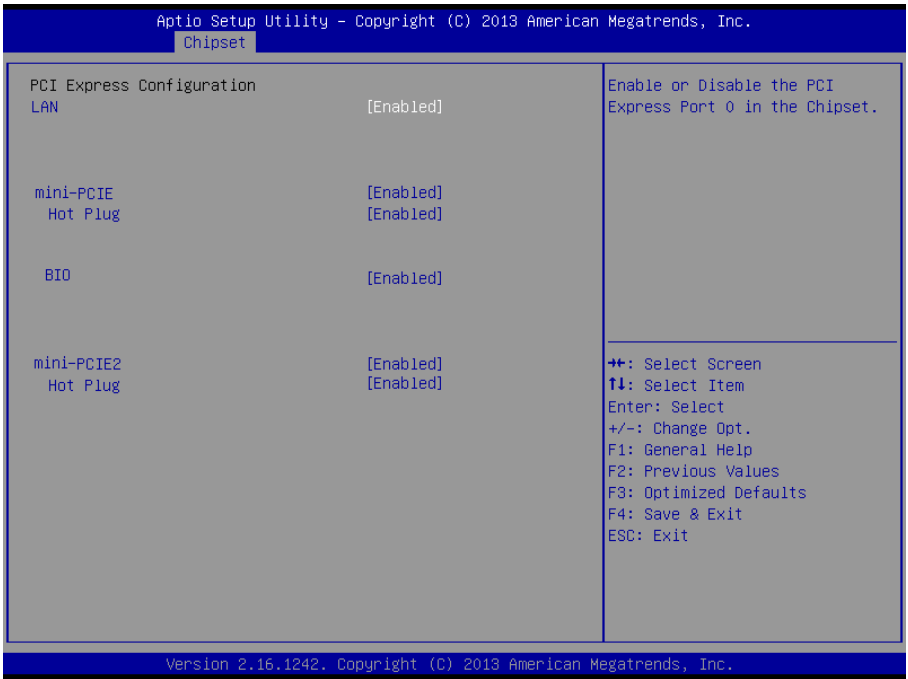 Aptio Setup Utility – Copyright (C) 2013 American Megatrends, Inc.
Chipset
PCI Express Configuration
LAN [Enabled]
mini-PCIE [Enabled]
Hot Plug [Enabled]
BIO [Enabled]
mini-PCIE2 [Enabled]
Hot Plug [Enabled]
Enable or Disable the PCI
Express Port 0 in the Chipset.
→←: Select Screen
↑↓: Select Item
Enter: Select
+/-: Change Opt.
F1: General Help
F2: Previous Values
F3: Optimized Defaults
F4: Save & Exit
ESC: Exit
Version 2.16.1242. Copyright (C) 2013 American Megatrends, Inc.